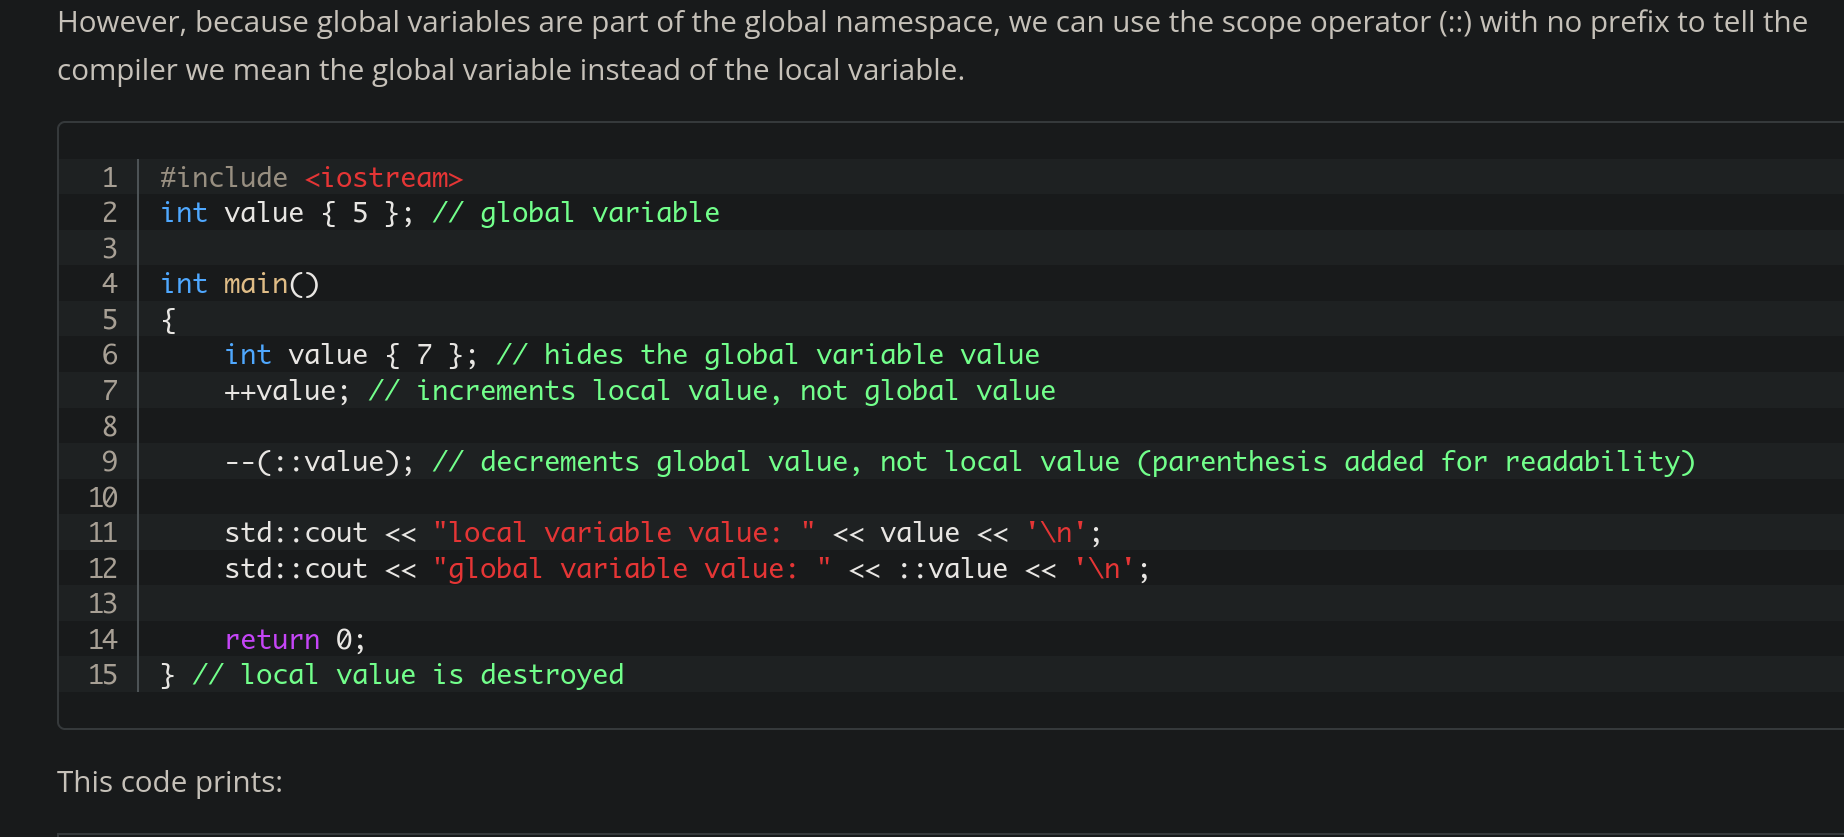 However, because global variables are part of the global namespace, we can use the scope operator (::) with no prefix to tell the
compiler we mean the global variable instead of the local variable.
1 #include <iostream>
2 int value { 5 }; // global variable
3
4 int main()
5 {
6     int value { 7 }; // hides the global variable value
7     ++value; // increments local value, not global value
8
9     --(::value); // decrements global value, not local value (parenthesis added for readability)
10
11     std::cout << "local variable value: " << value << '\n';
12     std::cout << "global variable value: " << ::value << '\n';
13
14     return 0;
15 } // local value is destroyed
This code prints: